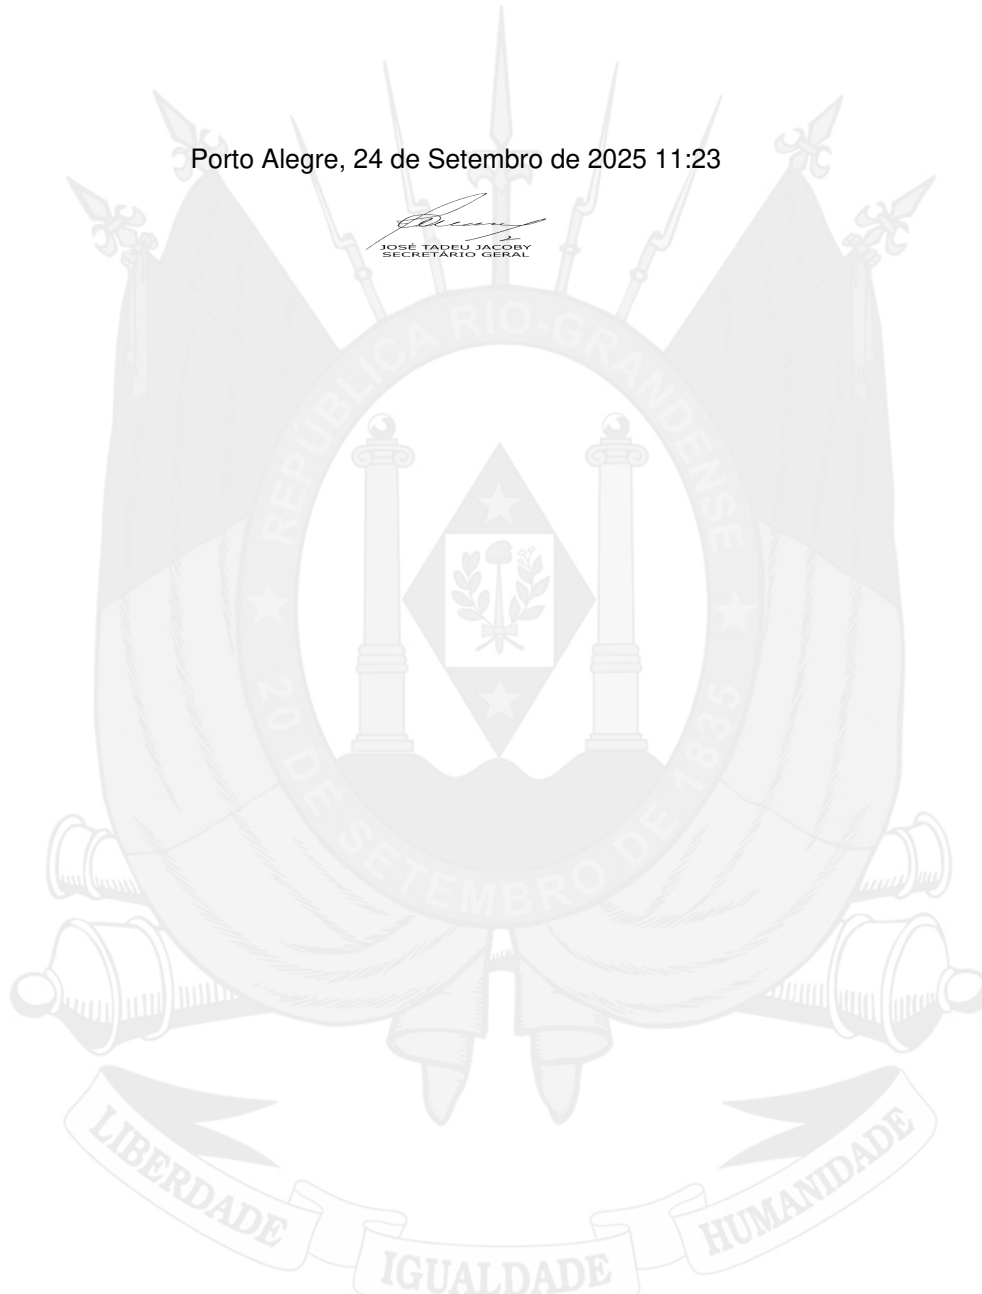 Porto Alegre, 24 de Setembro de 2025 11:23
JOSÉ TADEU JACOBY
SECRETÁRIO GERAL
REPÚBLICA RIO-GRANDENSE
20 DE SETEMBRO DE 1835
LIBERDADE
IGUALDADE
HUMANIDADE